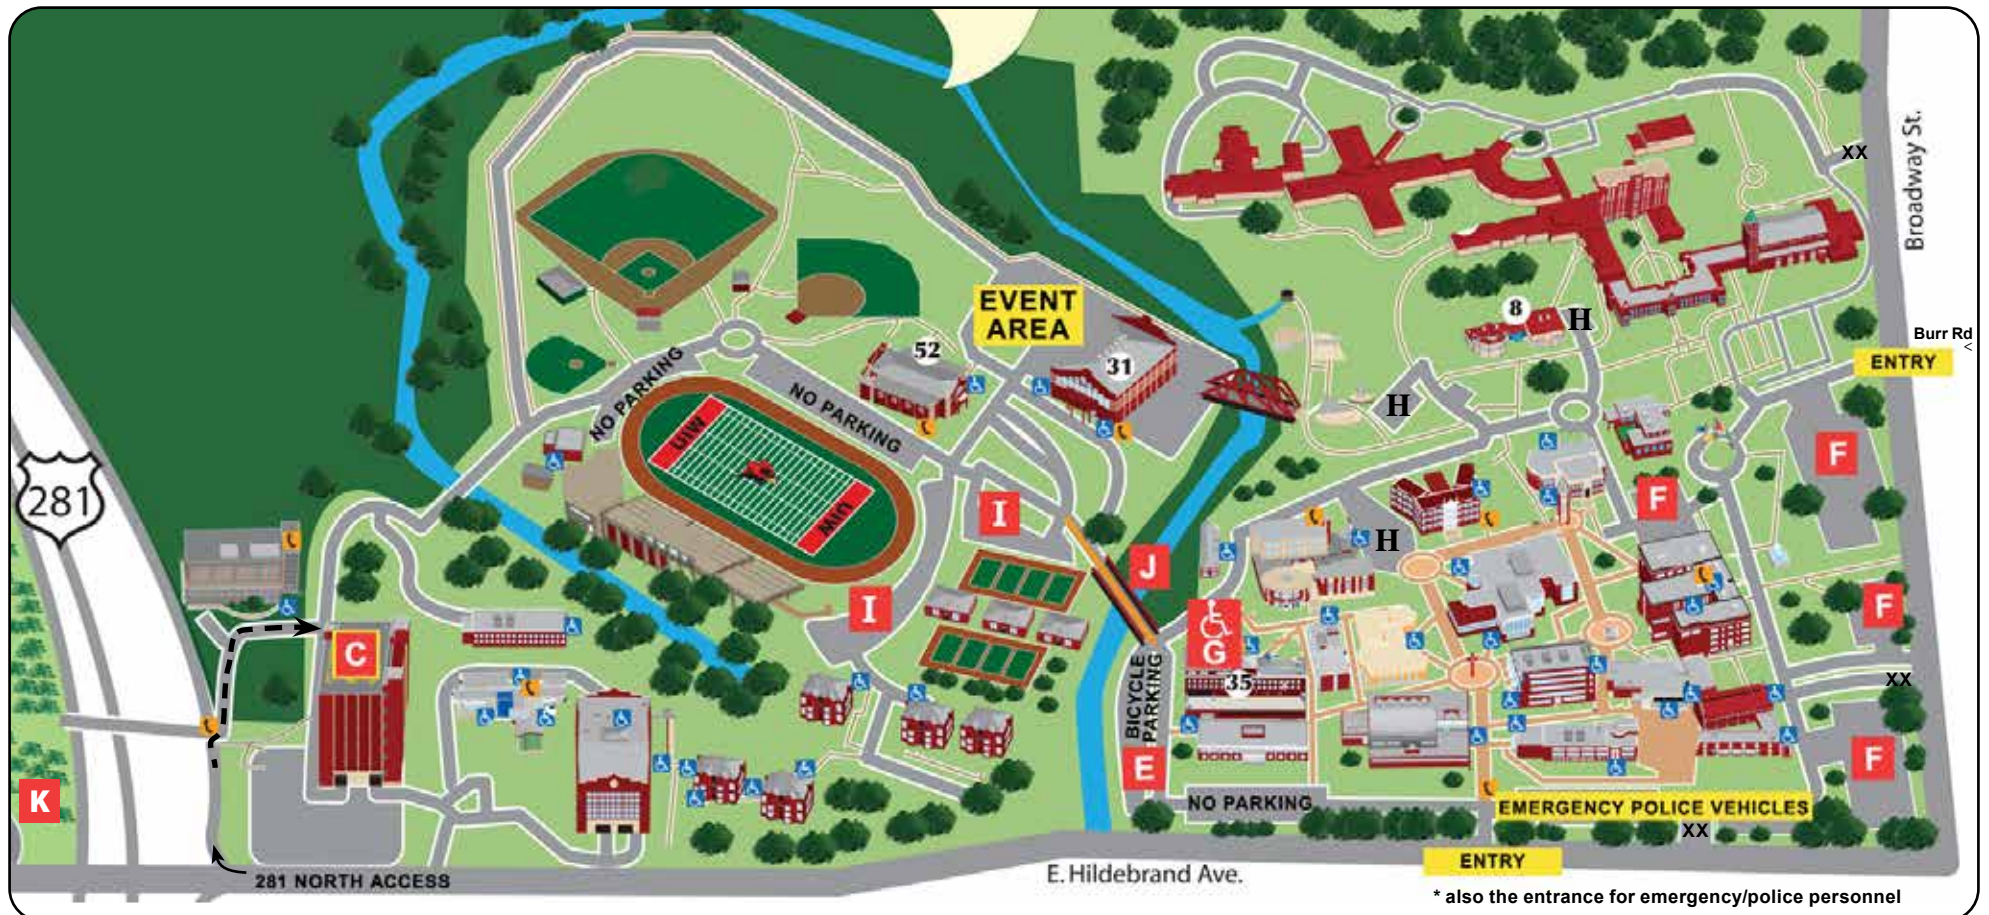 Broadway St.
XX
EVENT
AREA
8
H
Burr Rd
<
ENTRY
52
31
NO PARKING
NO PARKING
H
UIW
F
281
F
UIW
I
H
J
F
I
G
C
BICYCLE
PARKING
35
XX
E
F
K
NO PARKING
EMERGENCY POLICE VEHICLES
XX
ENTRY
E. Hildebrand Ave.
281 NORTH ACCESS
* also the entrance for emergency/police personnel